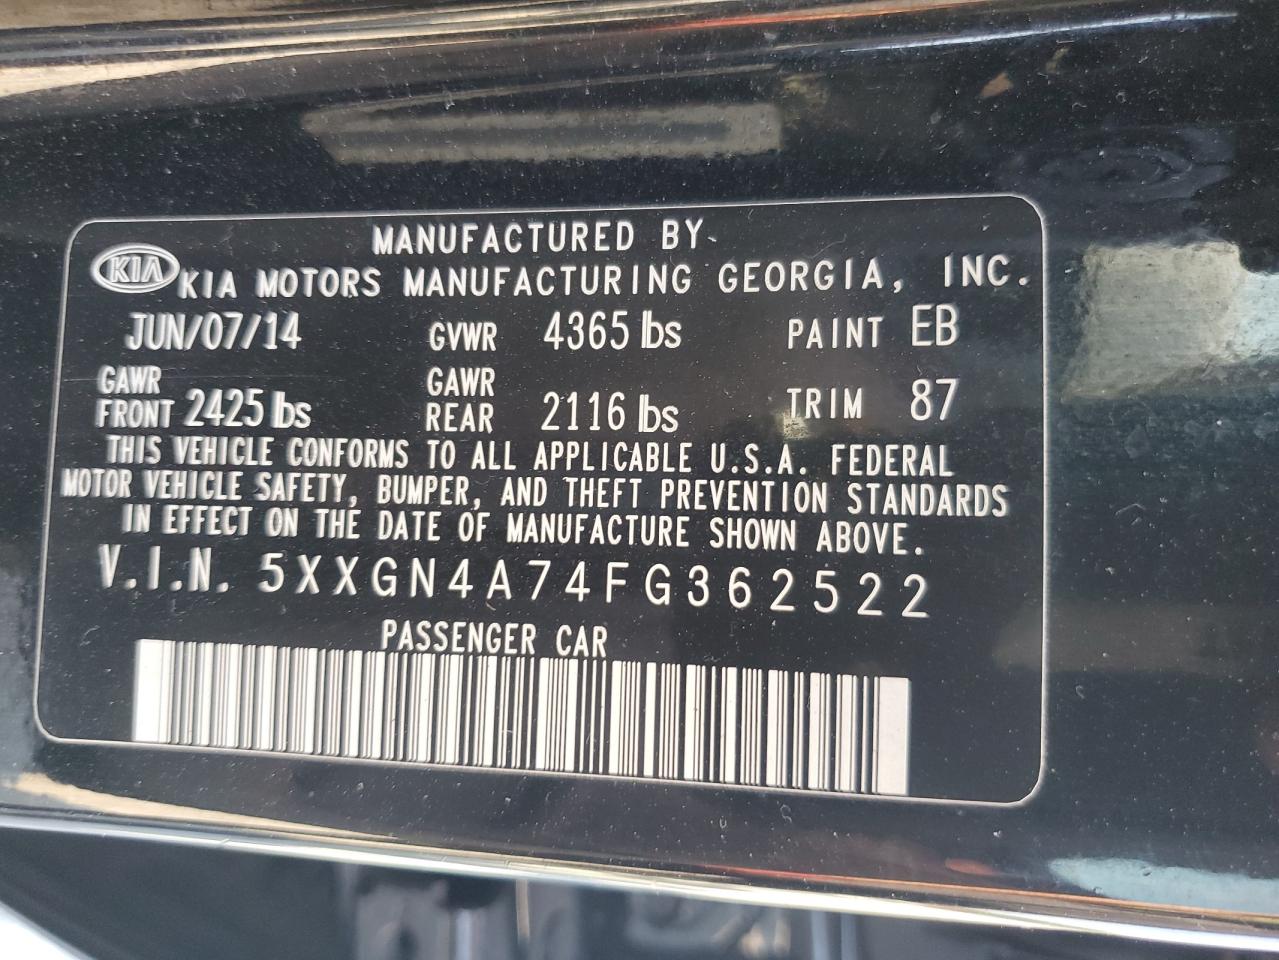 MANUFACTURED BY
KIA KIA MOTORS MANUFACTURING GEORGIA, INC.
JUN/07/14 GVWR 4365 lbs PAINT EB
GAWR FRONT 2425 lbs GAWR REAR 2116 lbs TRIM 87
THIS VEHICLE CONFORMS TO ALL APPLICABLE U.S.A. FEDERAL
MOTOR VEHICLE SAFETY, BUMPER, AND THEFT PREVENTION STANDARDS
IN EFFECT ON THE DATE OF MANUFACTURE SHOWN ABOVE.
V.I.N. 5XXGN4A74FG362522
PASSENGER CAR